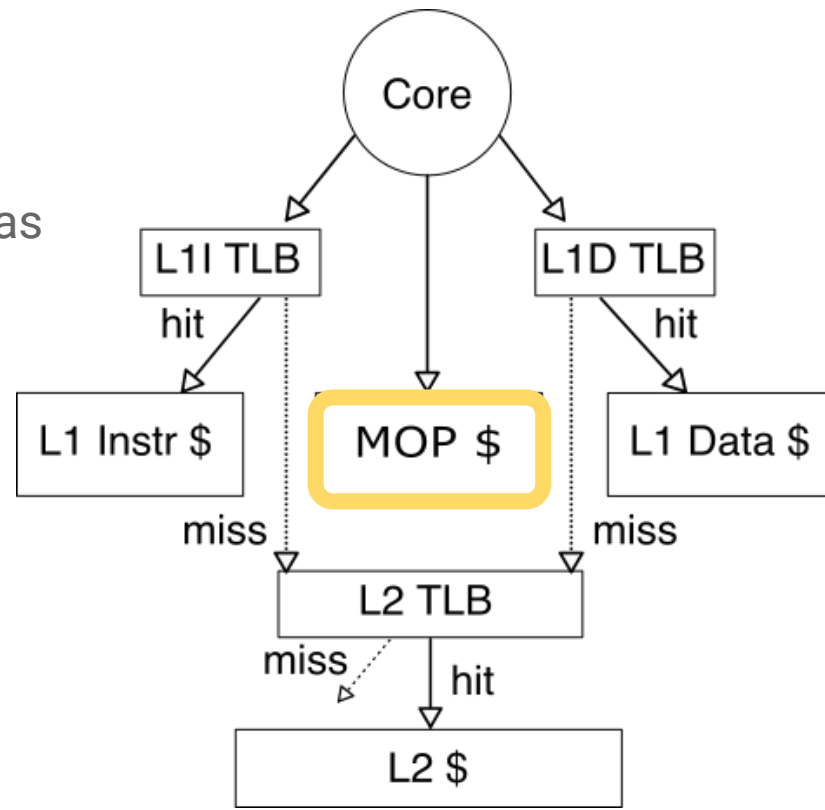 Core
as
L1I TLB
L1D TLB
hit
hit
L1 Instr $
MOP $
L1 Data $
miss
miss
L2 TLB
miss
hit
L2 $